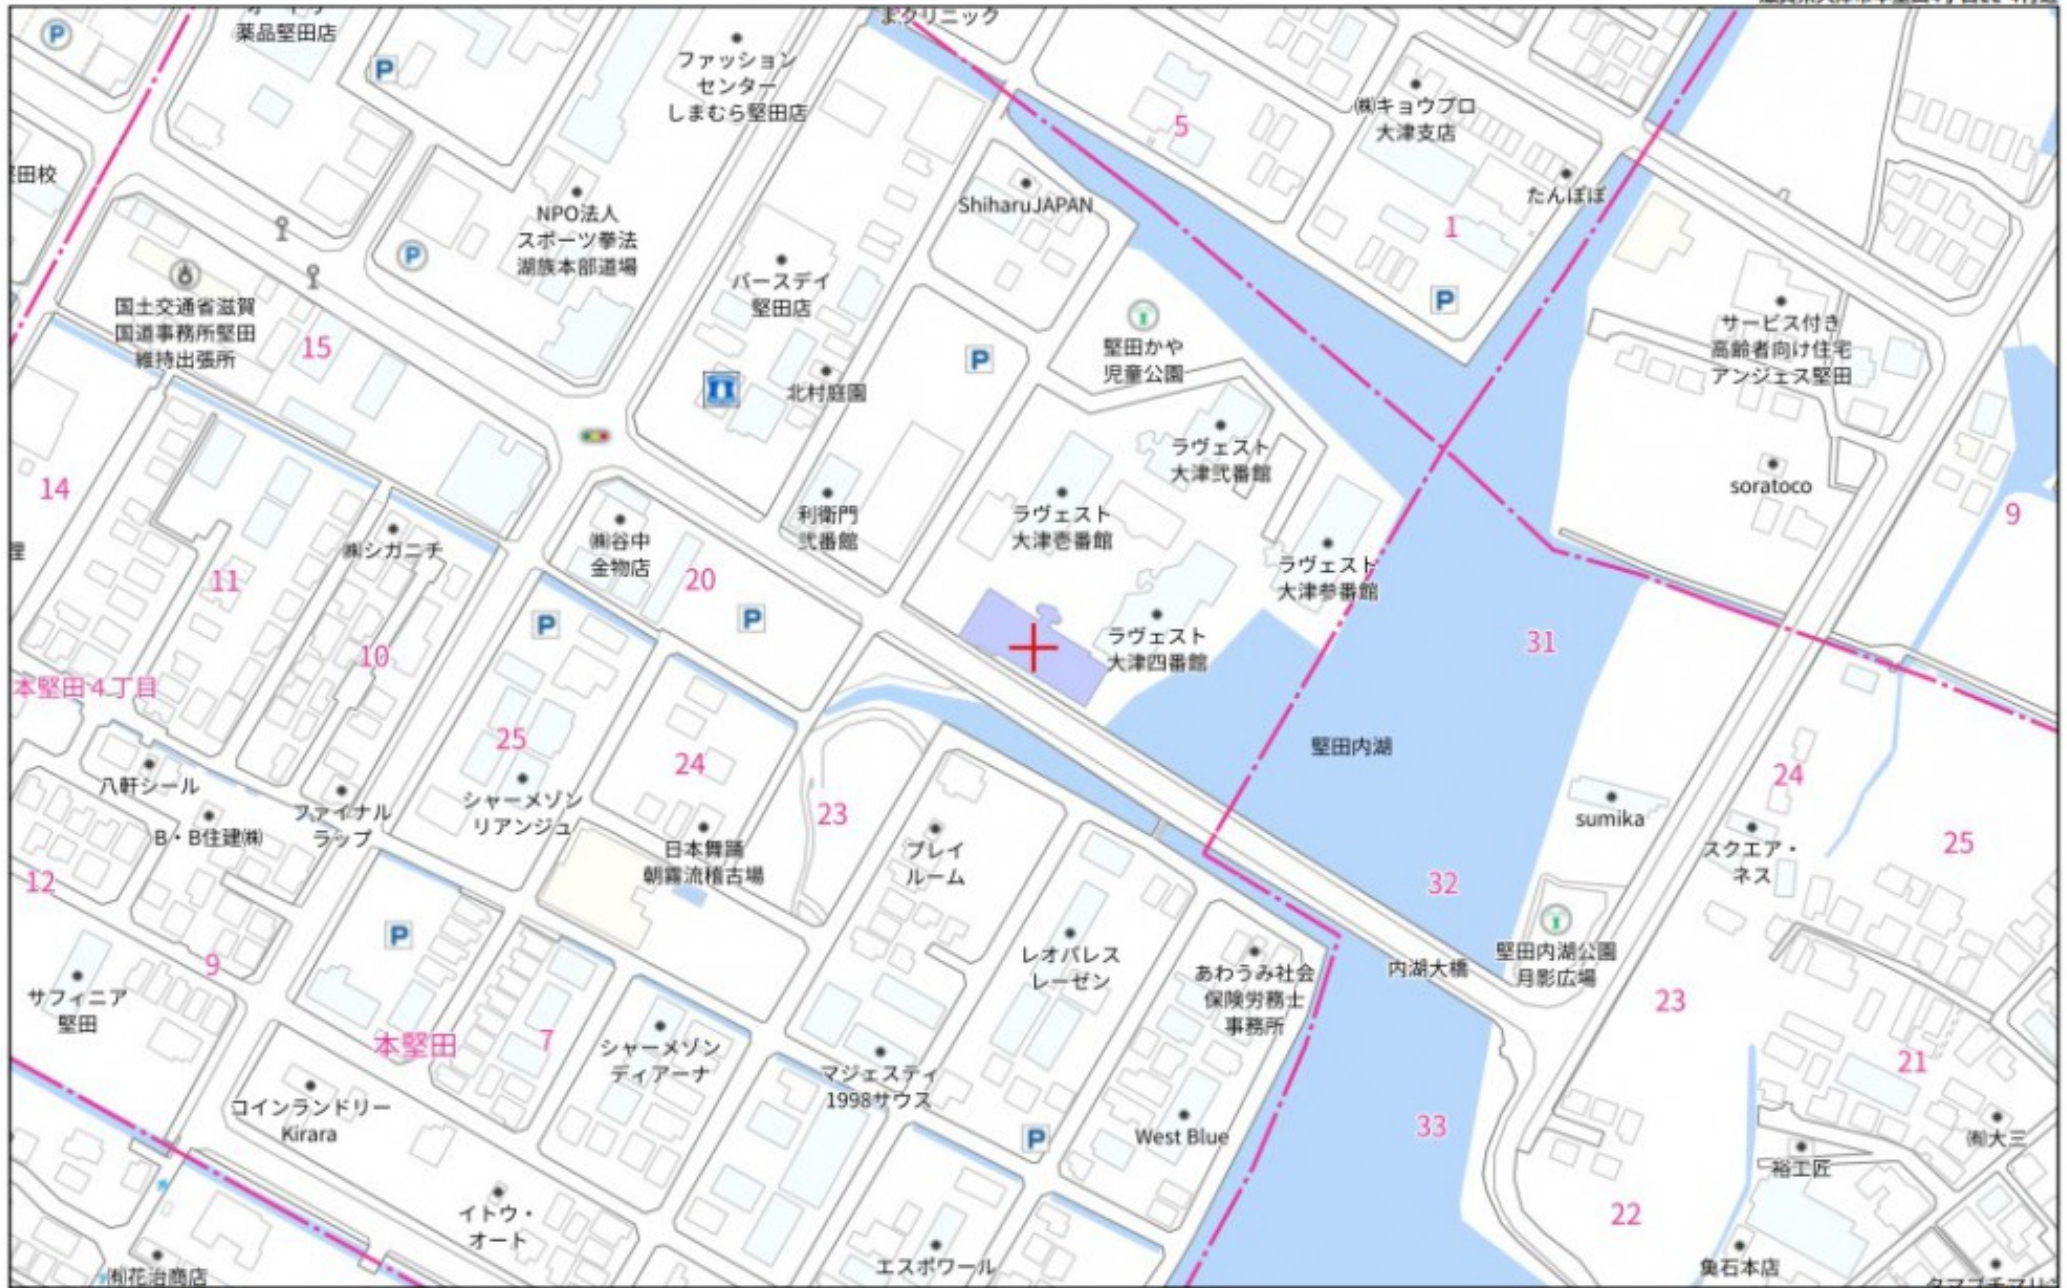 まクリニック
薬品堅田店
P
P
ファッション
センター
しまむら堅田店
㈱キョウプロ
大津支店
5
たんぽぽ
ShiharuJAPAN
NPO法人
スポーツ拳法
湖族本部道場
P
1
バースデイ
堅田店
国土交通省滋賀
国道事務所堅田
維持出張所
15
P
堅田かや
児童公園
P
サービス付き
高齢者向け住宅
アンジェス堅田
北村庭園
ラヴェスト
大津弐番館
soratoco
14
利衛門
弐番館
ラヴェスト
大津壱番館
9
㈱シガニチ
㈱谷中
金物店
ラヴェスト
大津参番館
11
20
P
P
10
ラヴェスト
大津四番館
31
本堅田4丁目
25
24
堅田内湖
24
八軒シール
シャーメゾン
リアンジュ
23
sumika
B・B住建㈱
ファイナル
ラップ
日本舞踊
朝霧流稽古場
プレイ
ルーム
スクエア・
ネス
25
12
32
P
9
レオパレス
レーゼン
あわうみ社会
保険労務士
事務所
内湖大橋
堅田内湖公園
月影広場
サフィニア
堅田
23
本堅田
7
シャーメゾン
ディアーナ
マジェスティ
1998サウス
21
コインランドリー
Kirara
P
West Blue
33
㈲大三
裕工匠
イトウ・
オート
22
㈲花治商店
エスポワール
魚石本店